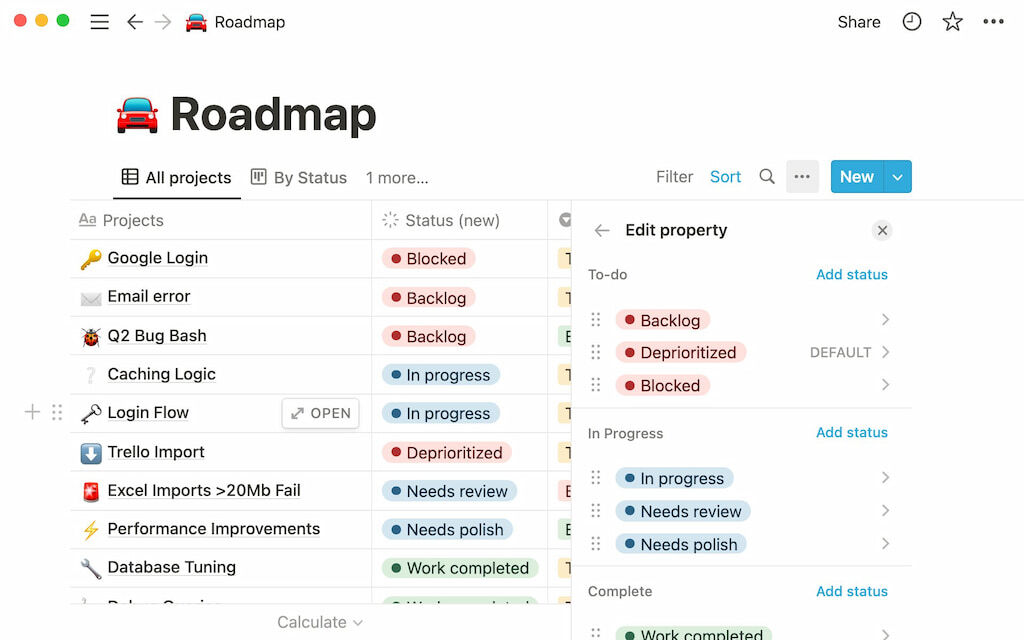 Roadmap
Share
Roadmap
All projects
By Status
1 more...
Filter
Sort
New
Aa Projects
Status (new)
Google Login
Blocked
Email error
Backlog
Q2 Bug Bash
Backlog
Caching Logic
In progress
Login Flow
OPEN
In progress
Trello Import
Deprioritized
Excel Imports >20Mb Fail
Needs review
Performance Improvements
Needs polish
Database Tuning
Work completed
Calculate
Edit property
To-do
Add status
Backlog
Deprioritized
DEFAULT
Blocked
In Progress
Add status
In progress
Needs review
Needs polish
Complete
Add status
Work completed